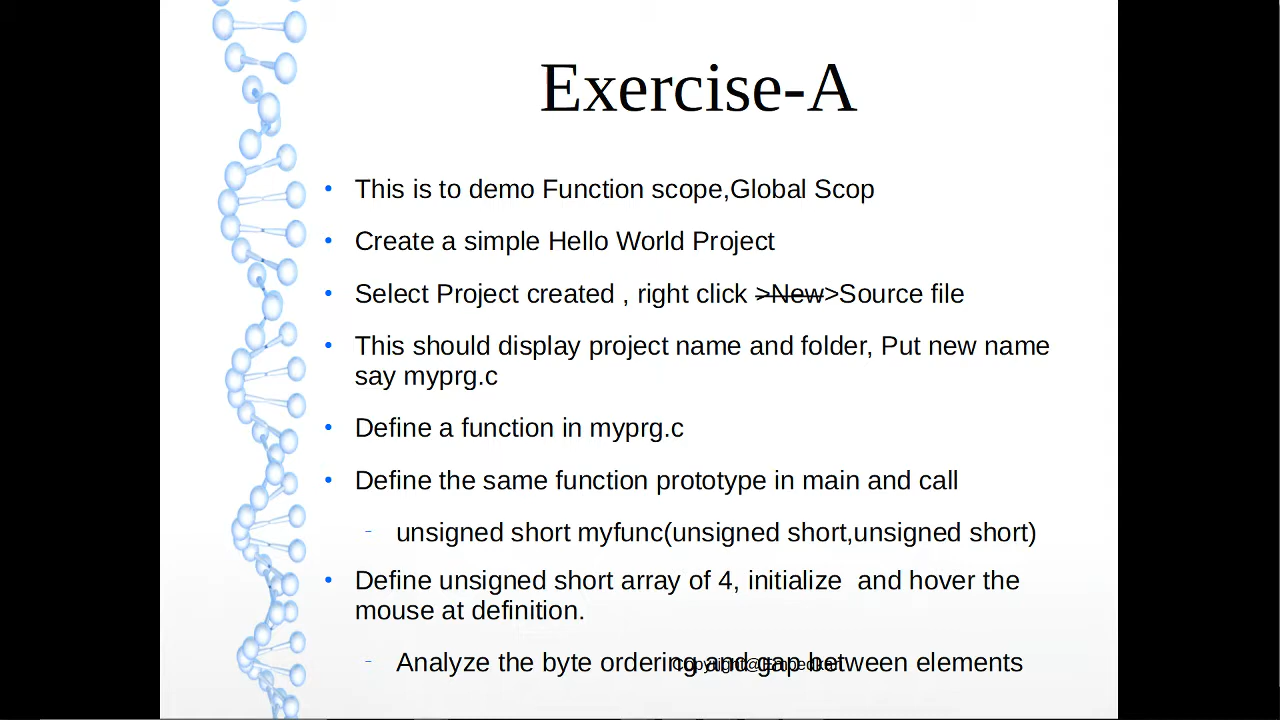 Exercise-A
• This is to demo Function scope,Global Scop
• Create a simple Hello World Project
• Select Project created , right click >New>Source file
• This should display project name and folder, Put new name
say myprg.c
• Define a function in myprg.c
• Define the same function prototype in main and call
- unsigned short myfunc(unsigned short,unsigned short)
• Define unsigned short array of 4, initialize  and hover the
mouse at definition.
- Analyze the byte ordering and gap between elements